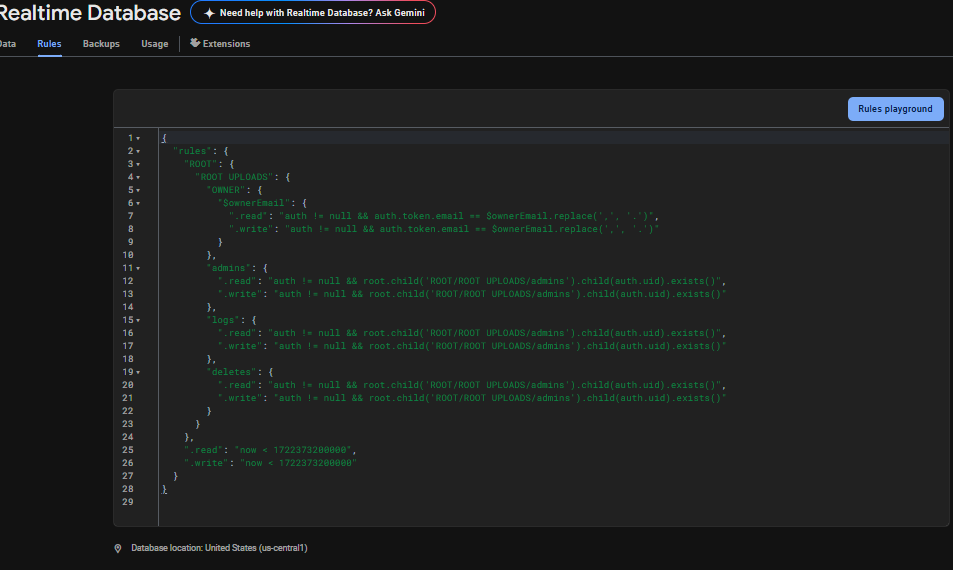 Realtime Database
Need help with Realtime Database? Ask Gemini
Data Rules Backups Usage Extensions
Rules playground
1 {
2 "rules": {
3 "ROOT": {
4 "ROOT UPLOADS": {
5 "OWNER": {
6 "$ownerEmail": {
7 ".read": "auth != null && auth.token.email == $ownerEmail.replace(',', '.')",
8 ".write": "auth != null && auth.token.email == $ownerEmail.replace(',', '.')"
9 }
10 },
11 "admins": {
12 ".read": "auth != null && root.child('ROOT/ROOT UPLOADS/admins').child(auth.uid).exists()",
13 ".write": "auth != null && root.child('ROOT/ROOT UPLOADS/admins').child(auth.uid).exists()"
14 },
15 "logs": {
16 ".read": "auth != null && root.child('ROOT/ROOT UPLOADS/admins').child(auth.uid).exists()",
17 ".write": "auth != null && root.child('ROOT/ROOT UPLOADS/admins').child(auth.uid).exists()"
18 },
19 "deletes": {
20 ".read": "auth != null && root.child('ROOT/ROOT UPLOADS/admins').child(auth.uid).exists()",
21 ".write": "auth != null && root.child('ROOT/ROOT UPLOADS/admins').child(auth.uid).exists()"
22 }
23 }
24 },
25 ".read": "now < 1722373200000",
26 ".write": "now < 1722373200000"
27 }
28 }
29
Database location: United States (us-central1)